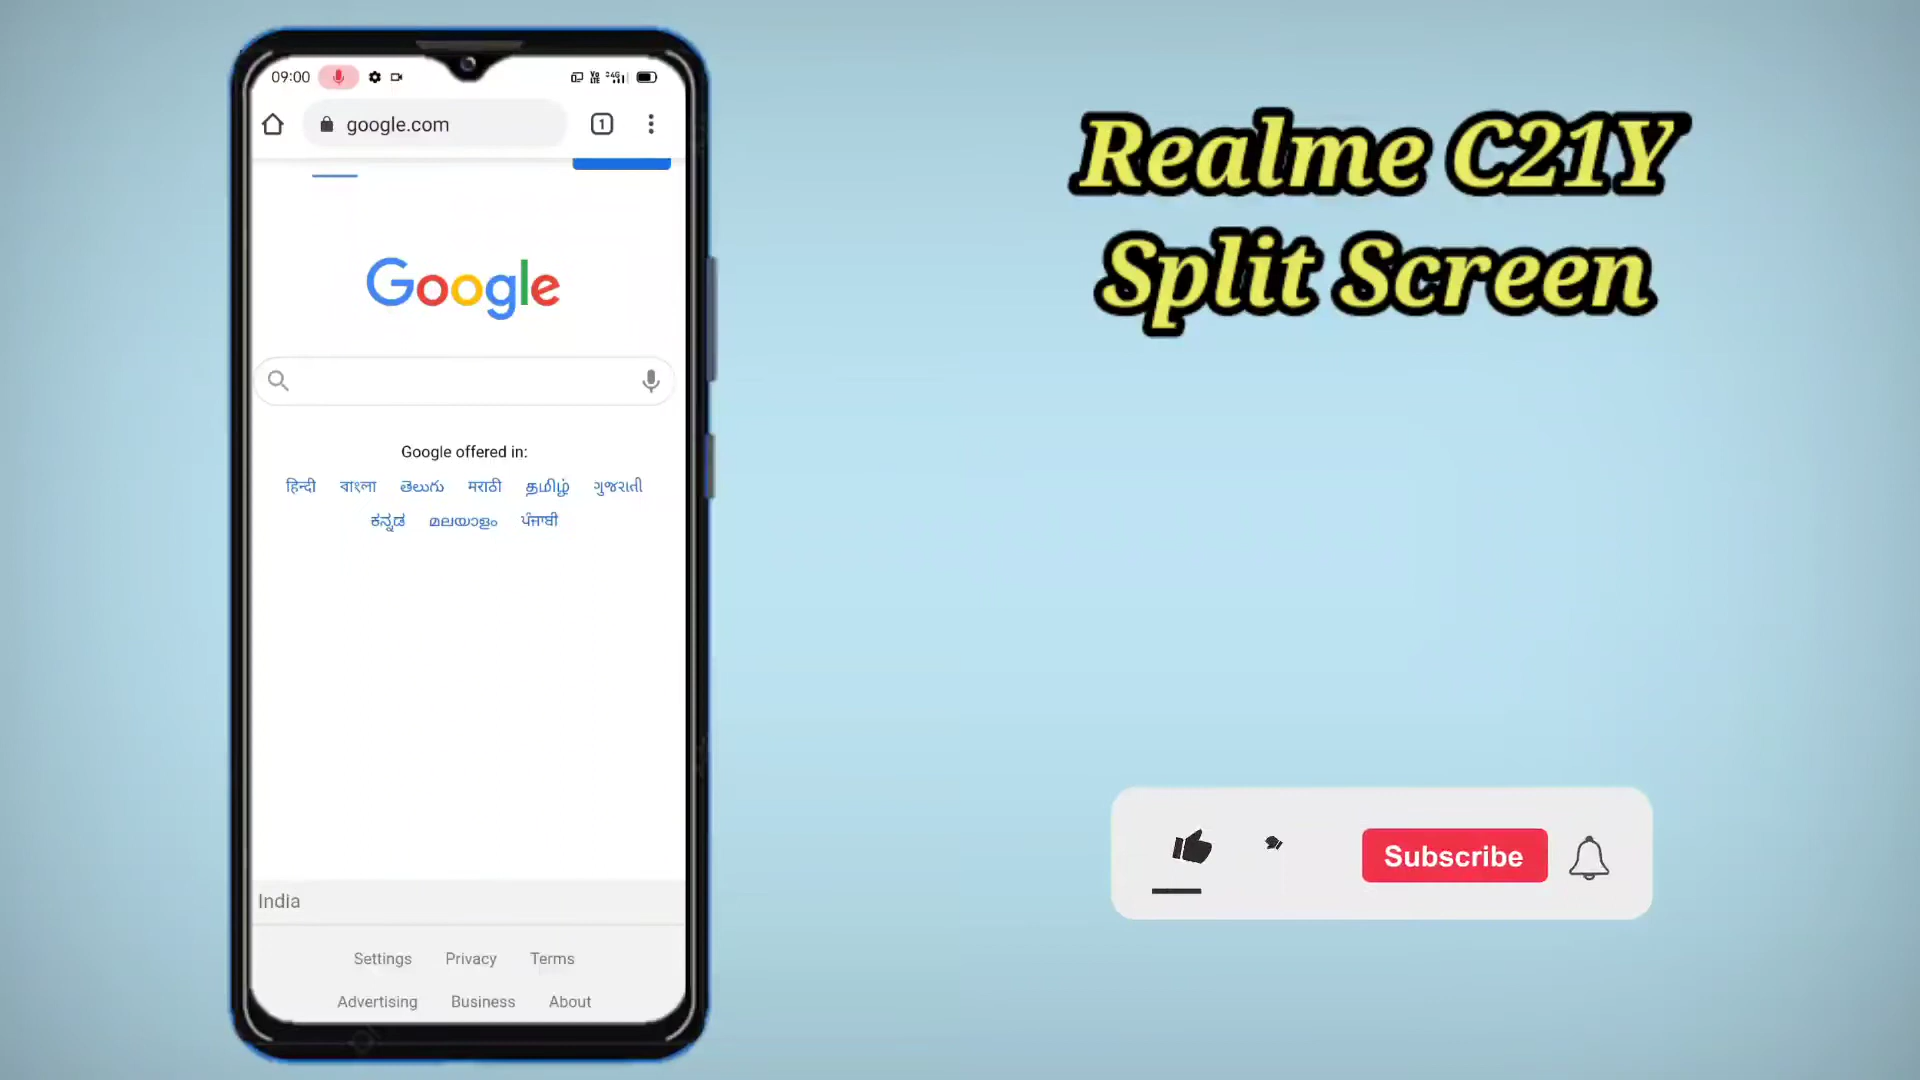 09:00
google.com
1
Google
Google offered in:
हिन्दी বাংলা తెలుగు मराठी தமிழ் ગુજરાતી
ಕನ್ನಡ മലയാളം ਪੰਜਾਬੀ
India
Settings Privacy Terms
Advertising Business About
Realme C21Y
Split Screen
Subscribe